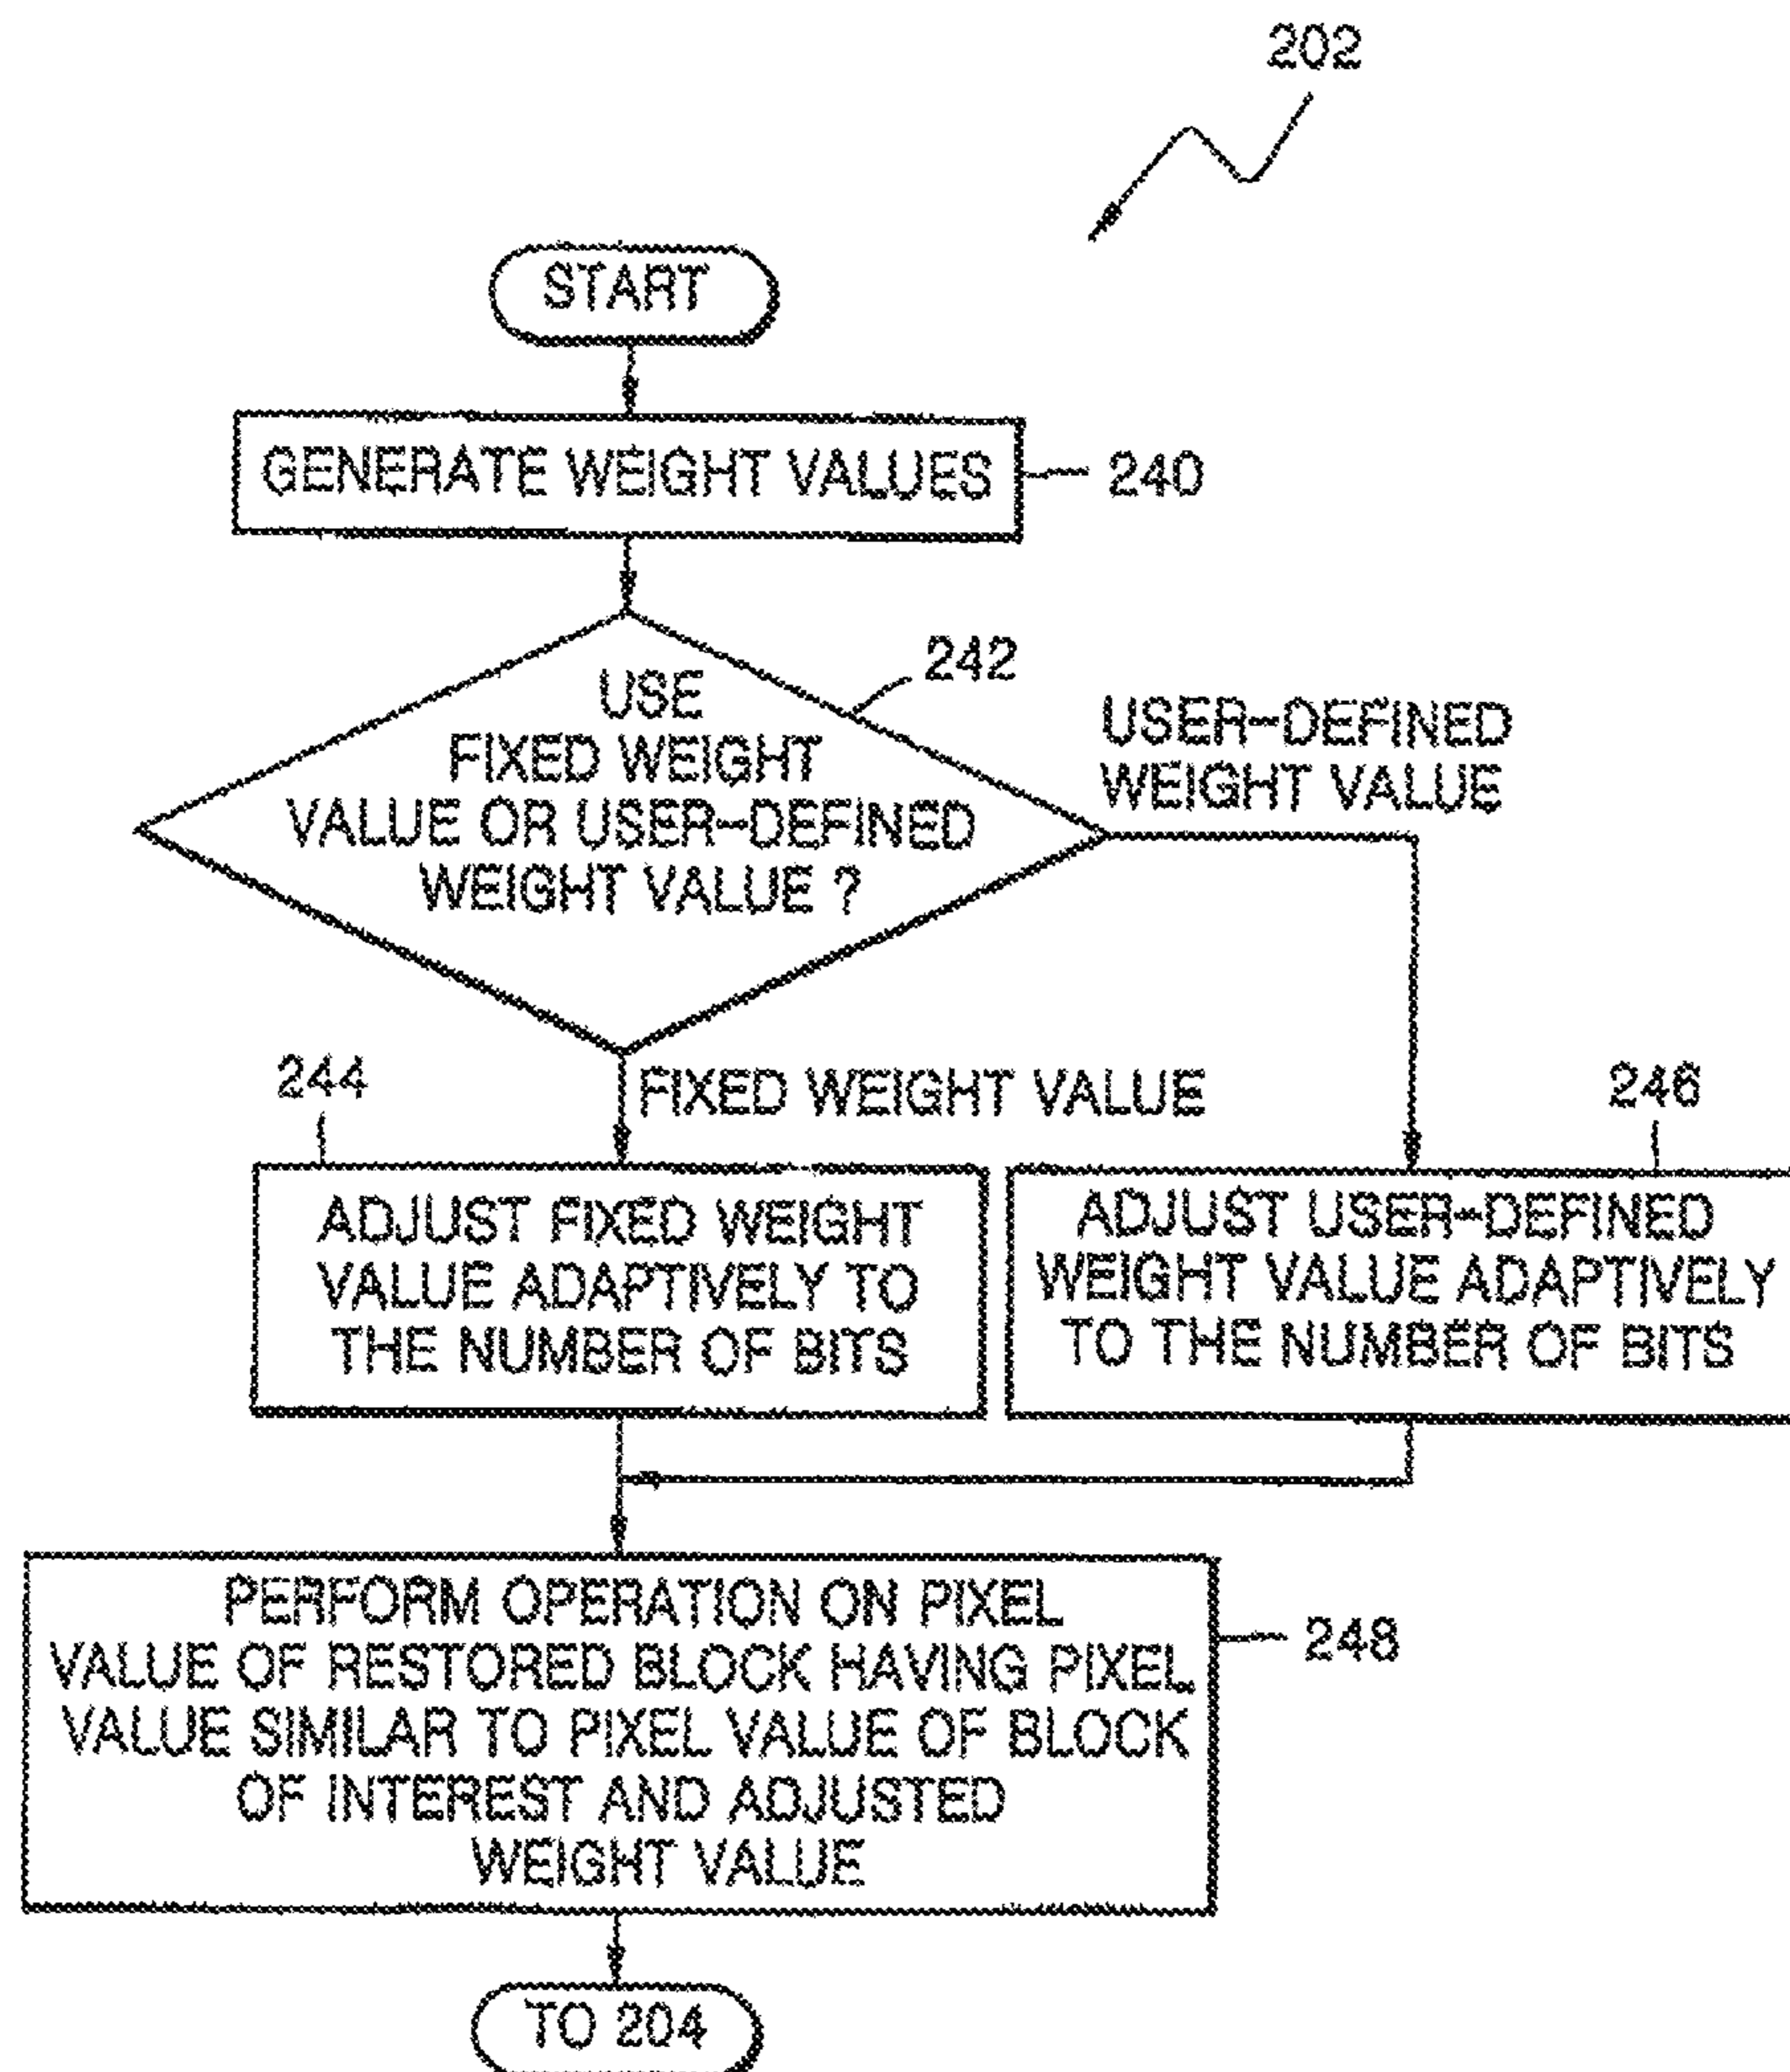 202
START
GENERATE WEIGHT VALUES
240
242
USE
FIXED WEIGHT
VALUE OR USER-DEFINED
WEIGHT VALUE ?
USER-DEFINED
WEIGHT VALUE
244
FIXED WEIGHT VALUE
246
ADJUST FIXED WEIGHT
VALUE ADAPTIVELY TO
THE NUMBER OF BITS
ADJUST USER-DEFINED
WEIGHT VALUE ADAPTIVELY
TO THE NUMBER OF BITS
PERFORM OPERATION ON PIXEL
VALUE OF RESTORED BLOCK HAVING PIXEL
VALUE SIMILAR TO PIXEL VALUE OF BLOCK
OF INTEREST AND ADJUSTED
WEIGHT VALUE
248
TO 204